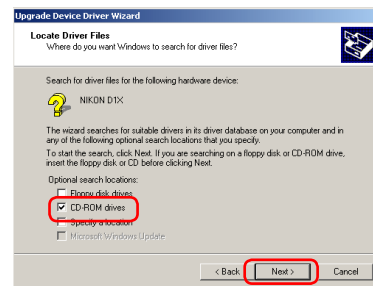 Upgrade Device Driver Wizard
Locate Driver Files
Where do you want Windows to search for driver files?
Search for driver files for the following hardware device:
NIKON D1X
The wizard searches for suitable drivers in its driver database on your computer and in
any of the following optional search locations that you specify.
To start the search, click Next. If you are searching on a floppy disk or CD-ROM drive,
insert the floppy disk or CD before clicking Next.
Optional search locations:
Floppy disk drives
CD-ROM drives
Specify a location
Microsoft Windows Update
< Back
Next >
Cancel